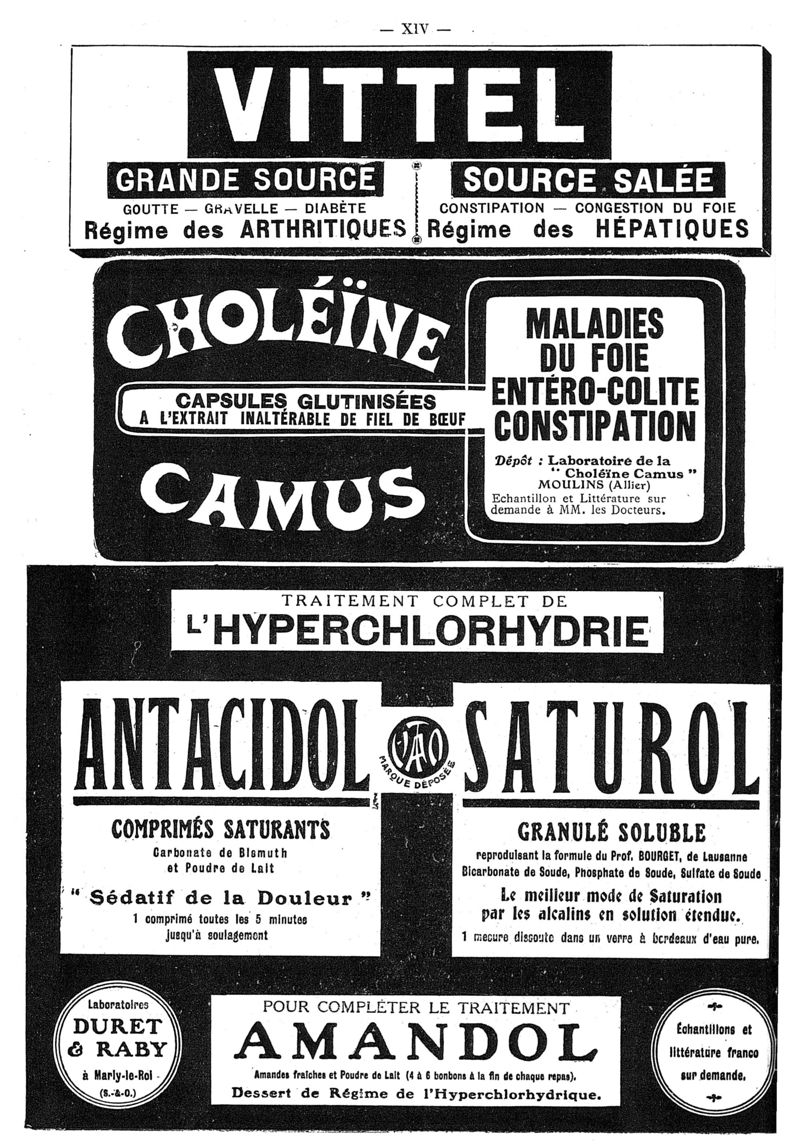 — XIV —
VITTEL
GRANDE SOURCE
GOUTTE — GRAVELLE — DIABÈTE
Régime des ARTHRITIQUES
SOURCE SALÉE
CONSTIPATION — CONGESTION DU FOIE
Régime des HÉPATIQUES
CHOLÉÏNE
CAPSULES GLUTINISÉES
A L'EXTRAIT INALTÉRABLE DE FIEL DE BŒUF
CAMUS
MALADIES
DU FOIE
ENTÉRO-COLITE
CONSTIPATION
Dépôt : Laboratoire de la
“ Choléïne Camus ”
MOULINS (Allier)
Echantillon et Littérature sur
demande à MM. les Docteurs.
TRAITEMENT COMPLET DE
L'HYPERCHLORHYDRIE
ANTACIDOL
COMPRIMÉS SATURANTS
Carbonate de Bismuth
et Poudre de Lait
“ Sédatif de la Douleur ”
1 comprimé toutes les 5 minutes
jusqu'à soulagement
MARQUE DÉPOSÉE
SATUROL
GRANULÉ SOLUBLE
reproduisant la formule du Prof. BOURGET, de Lausanne
Bicarbonate de Soude, Phosphate de Soude, Sulfate de Soude
Le meilleur mode de Saturation
par les alcalins en solution étendue.
1 mesure dissoute dans un verre à bordeaux d'eau pure.
Laboratoires
DURET
& RABY
à Marly-le-Roi
(S.-&-O.)
POUR COMPLÉTER LE TRAITEMENT
AMANDOL
Amandes fraîches et Poudre de Lait (4 à 6 bonbons à la fin de chaque repas).
Dessert de Régime de l'Hyperchlorhydrique.
Échantillons et
littérature franco
sur demande.